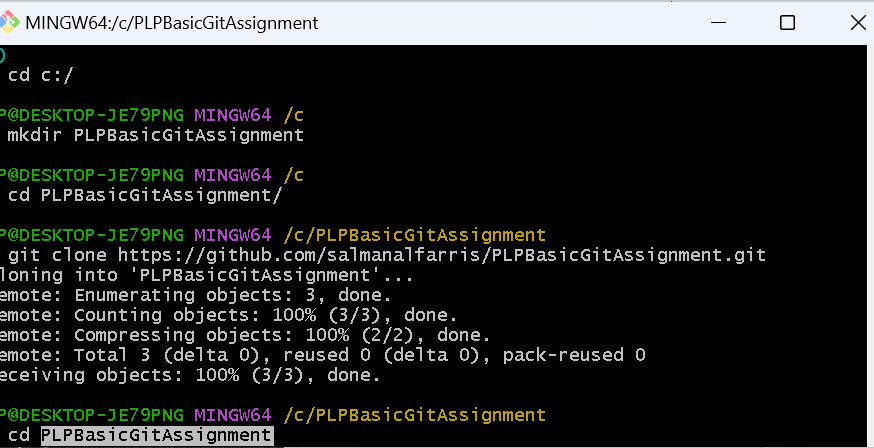 MINGW64:/c/PLPBasicGitAssignment
)
cd c:/
P@DESKTOP-JE79PNG MINGW64 /c
mkdir PLPBasicGitAssignment
P@DESKTOP-JE79PNG MINGW64 /c
cd PLPBasicGitAssignment/
P@DESKTOP-JE79PNG MINGW64 /c/PLPBasicGitAssignment
git clone https://github.com/salmanalfarris/PLPBasicGitAssignment.git
loning into 'PLPBasicGitAssignment'...
emote: Enumerating objects: 3, done.
emote: Counting objects: 100% (3/3), done.
emote: Compressing objects: 100% (2/2), done.
emote: Total 3 (delta 0), reused 0 (delta 0), pack-reused 0
eceiving objects: 100% (3/3), done.
P@DESKTOP-JE79PNG MINGW64 /c/PLPBasicGitAssignment
cd PLPBasicGitAssignment